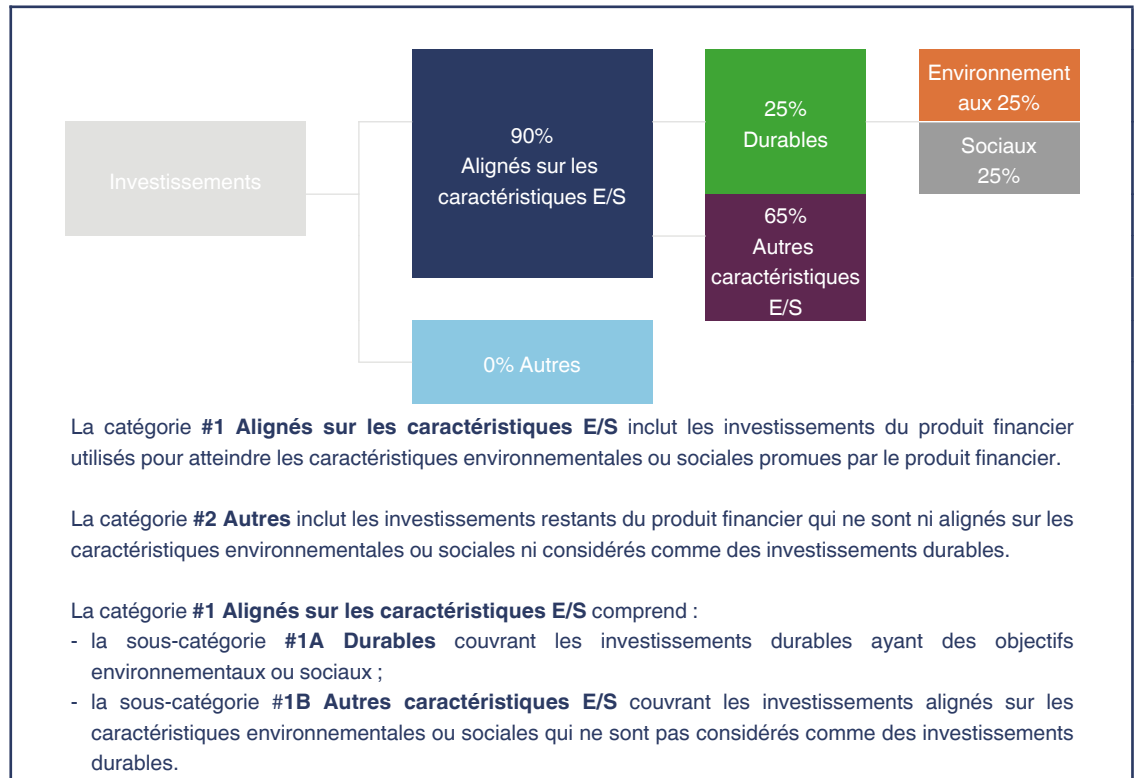 Investissements
90%
Alignés sur les
caractéristiques E/S
0% Autres
25%
Durables
65%
Autres
caractéristiques
E/S
Environnement
aux 25%
Sociaux
25%
La catégorie #1 Alignés sur les caractéristiques E/S inclut les investissements du produit financier
utilisés pour atteindre les caractéristiques environnementales ou sociales promues par le produit financier.
La catégorie #2 Autres inclut les investissements restants du produit financier qui ne sont ni alignés sur les
caractéristiques environnementales ou sociales ni considérés comme des investissements durables.
La catégorie #1 Alignés sur les caractéristiques E/S comprend :
- la sous-catégorie #1A Durables couvrant les investissements durables ayant des objectifs
environnementaux ou sociaux ;
- la sous-catégorie #1B Autres caractéristiques E/S couvrant les investissements alignés sur les
caractéristiques environnementales ou sociales qui ne sont pas considérés comme des investissements
durables.